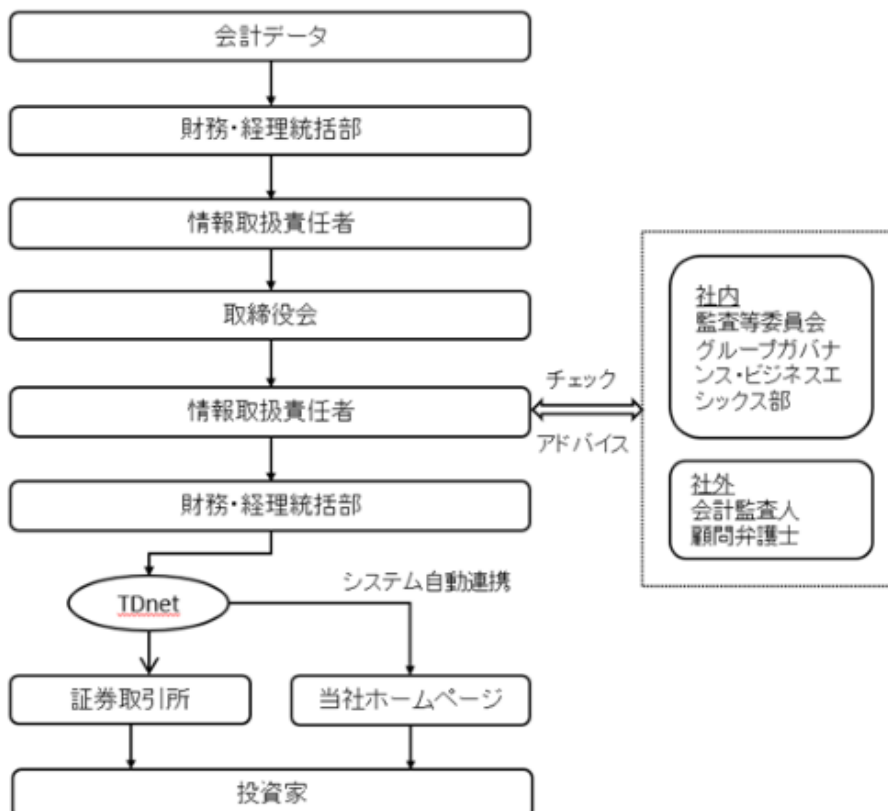 会計データ
財務・経理統括部
情報取扱責任者
取締役会
情報取扱責任者
チェック
アドバイス
社内
監査等委員会
グループガバナ
ンス・ビジネスエ
シックス部
社外
会計監査人
顧問弁護士
財務・経理統括部
システム自動連携
TDnet
証券取引所
当社ホームページ
投資家